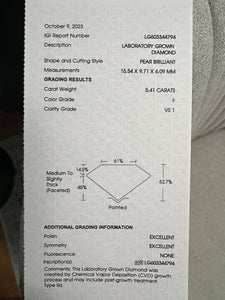 October 9, 2023
IGI Report Number LG603344794
Description LABORATORY GROWN
DIAMOND
Shape and Cutting Style PEAR BRILLIANT
Measurements 15.54 X 9.71 X 6.09 MM
GRADING RESULTS
Carat Weight 5.41 CARATS
Color Grade F
Clarity Grade VS 1
61%
14.5%
Medium To
Slightly
Thick
(Faceted)
45%
62.7%
Pointed
ADDITIONAL GRADING INFORMATION
Polish EXCELLENT
Symmetry EXCELLENT
Fluorescence NONE
Inscription(s) LG603344794
Comments: This Laboratory Grown Diamond was
created by Chemical Vapor Deposition (CVD) growth
process and may include post-growth treatment.
Type IIa